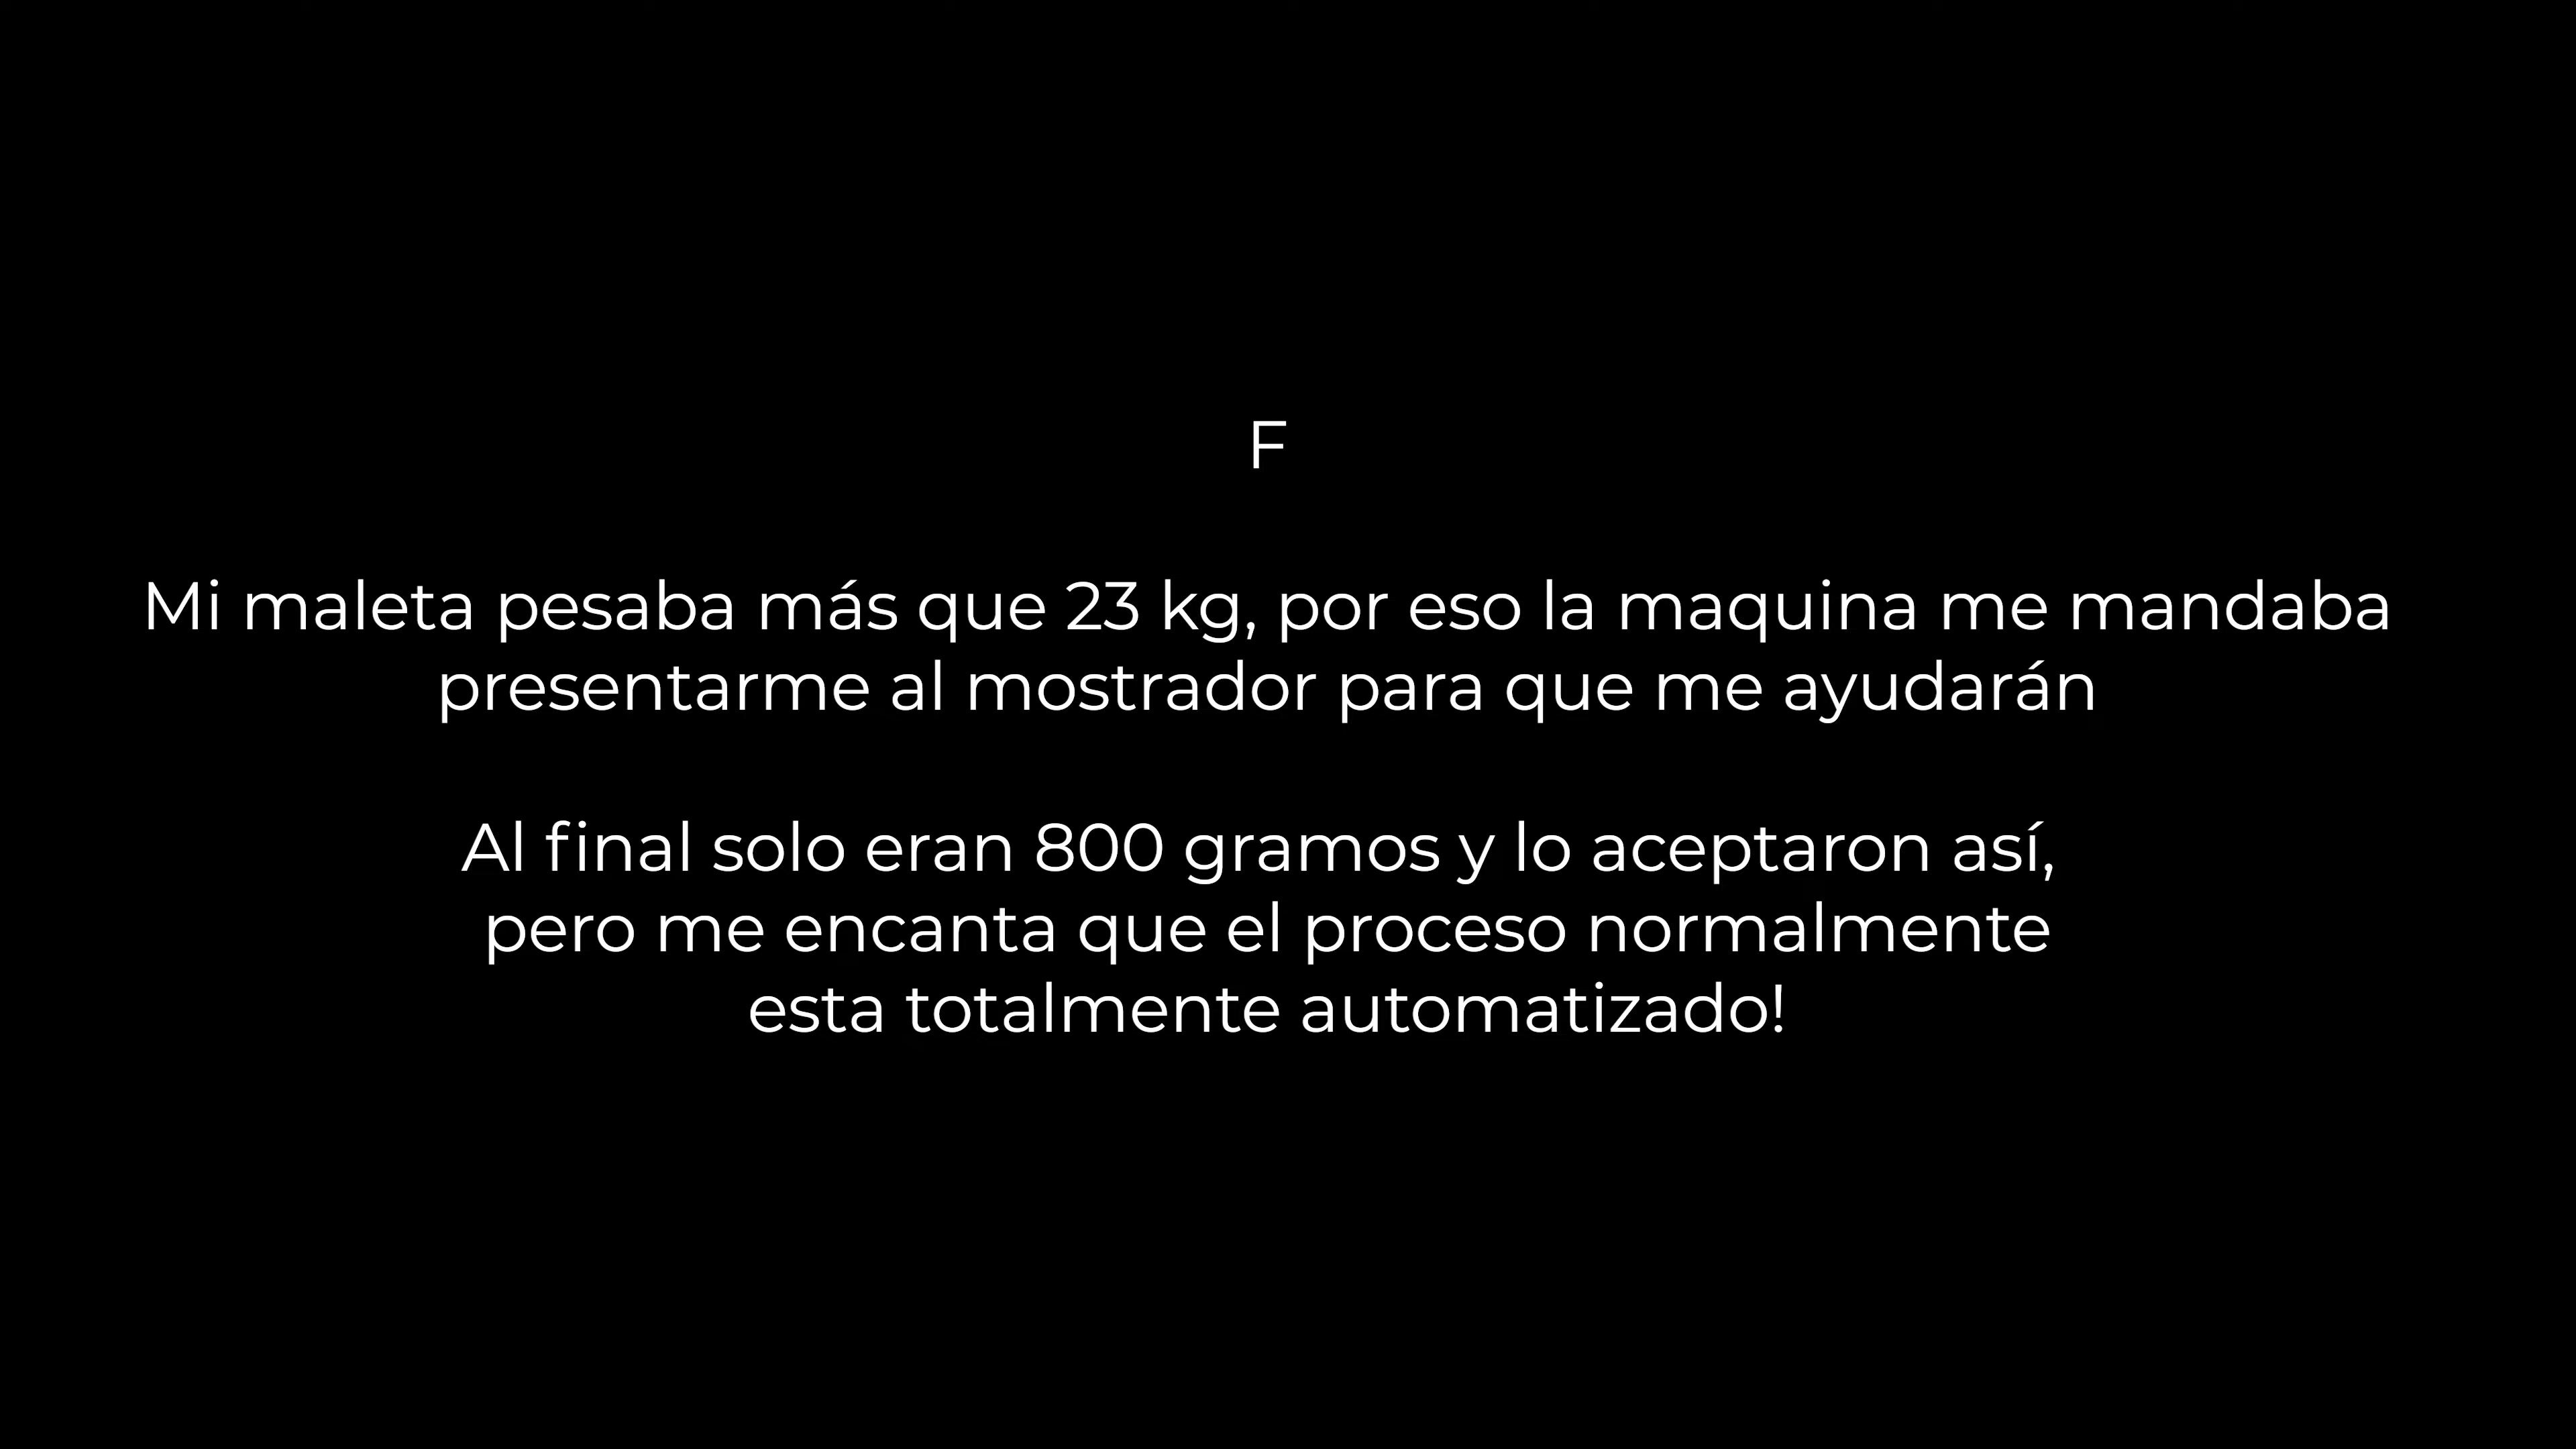 F
Mi maleta pesaba más que 23 kg, por eso la maquina me mandaba
presentarme al mostrador para que me ayudarán
Al final solo eran 800 gramos y lo aceptaron así,
pero me encanta que el proceso normalmente
esta totalmente automatizado!